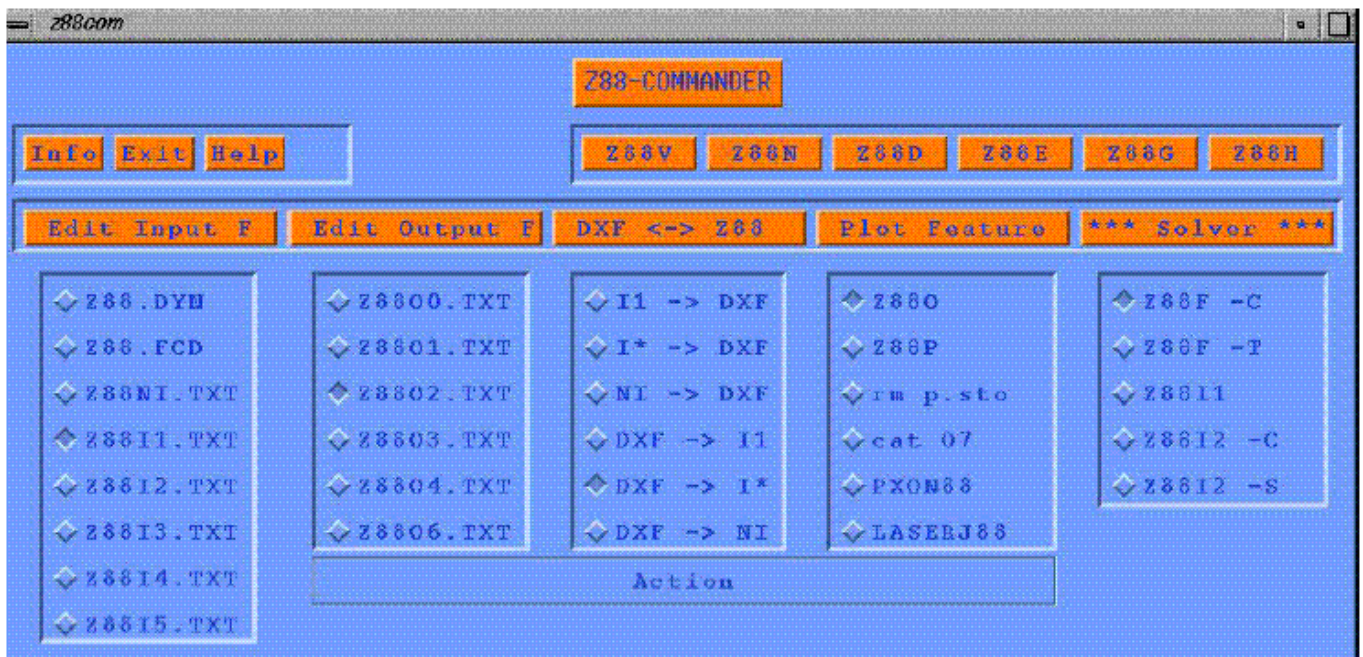 z88com
Z88-COMMANDER
Info Exit Help
Z88V Z88N Z88D Z88E Z88G Z88H
Edit Input F Edit Output F DXF <-> Z88 Plot Feature *** Solver ***
Z88.DYN
Z88.FCD
Z88NI.TXT
Z88I1.TXT
Z88I2.TXT
Z88I3.TXT
Z88I4.TXT
Z88I5.TXT
Z88O0.TXT
Z88O1.TXT
Z88O2.TXT
Z88O3.TXT
Z88O4.TXT
Z88O6.TXT
I1 -> DXF
I* -> DXF
NI -> DXF
DXF -> I1
DXF -> I*
DXF -> NI
Z88O
Z88P
rm p.sto
cat 07
PXON88
LASERJ88
Z88F -C
Z88F -T
Z88I1
Z88I2 -C
Z88I2 -S
Action